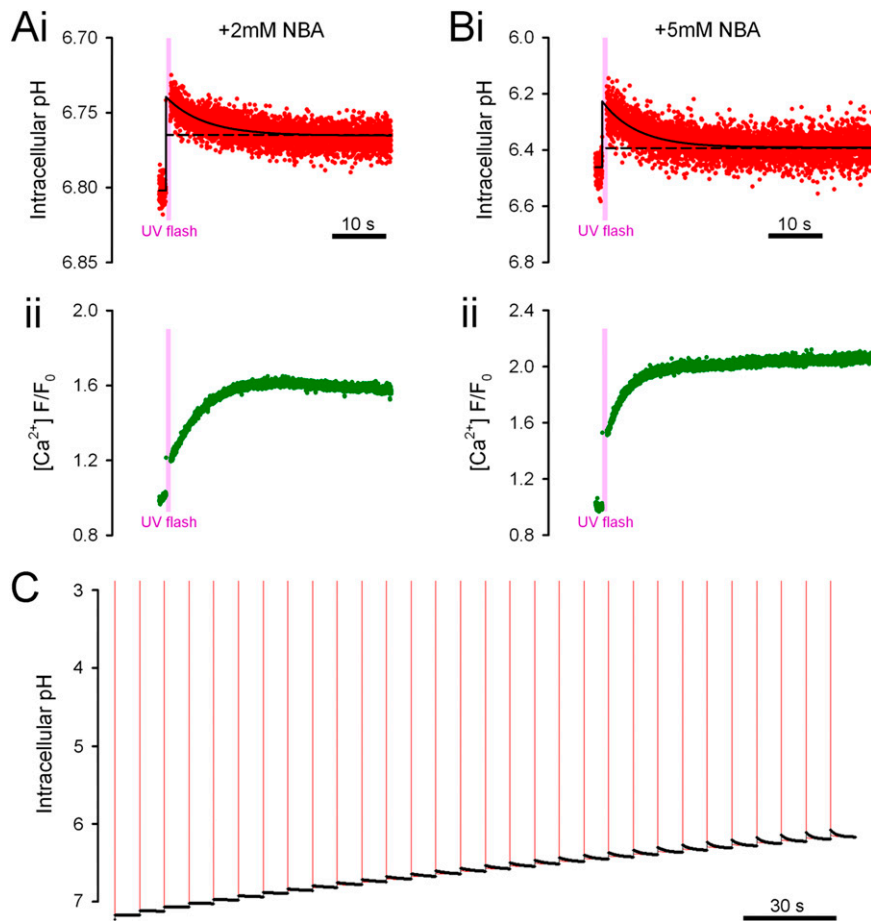 Ai
+2mM NBA
Intracellular pH
6.70
6.75
6.80
6.85
UV flash
10 s
Bi
+5mM NBA
Intracellular pH
6.0
6.2
6.4
6.6
6.8
UV flash
10 s
ii
[Ca²⁺] F/F₀
2.0
1.6
1.2
0.8
UV flash
ii
[Ca²⁺] F/F₀
2.4
2.0
1.6
1.2
0.8
UV flash
C
Intracellular pH
3
4
5
6
7
30 s